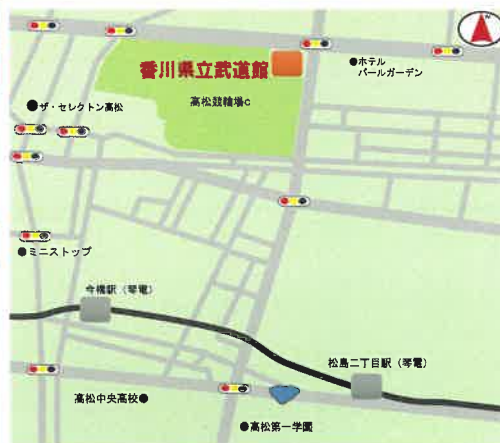 香川県立武道館
●ホテル
パールガーデン
●ザ・セレクトン高松
高松競輪場c
●ミニストップ
今橋駅（琴電）
松島二丁目駅（琴電）
高松中央高校●
●高松第一学園